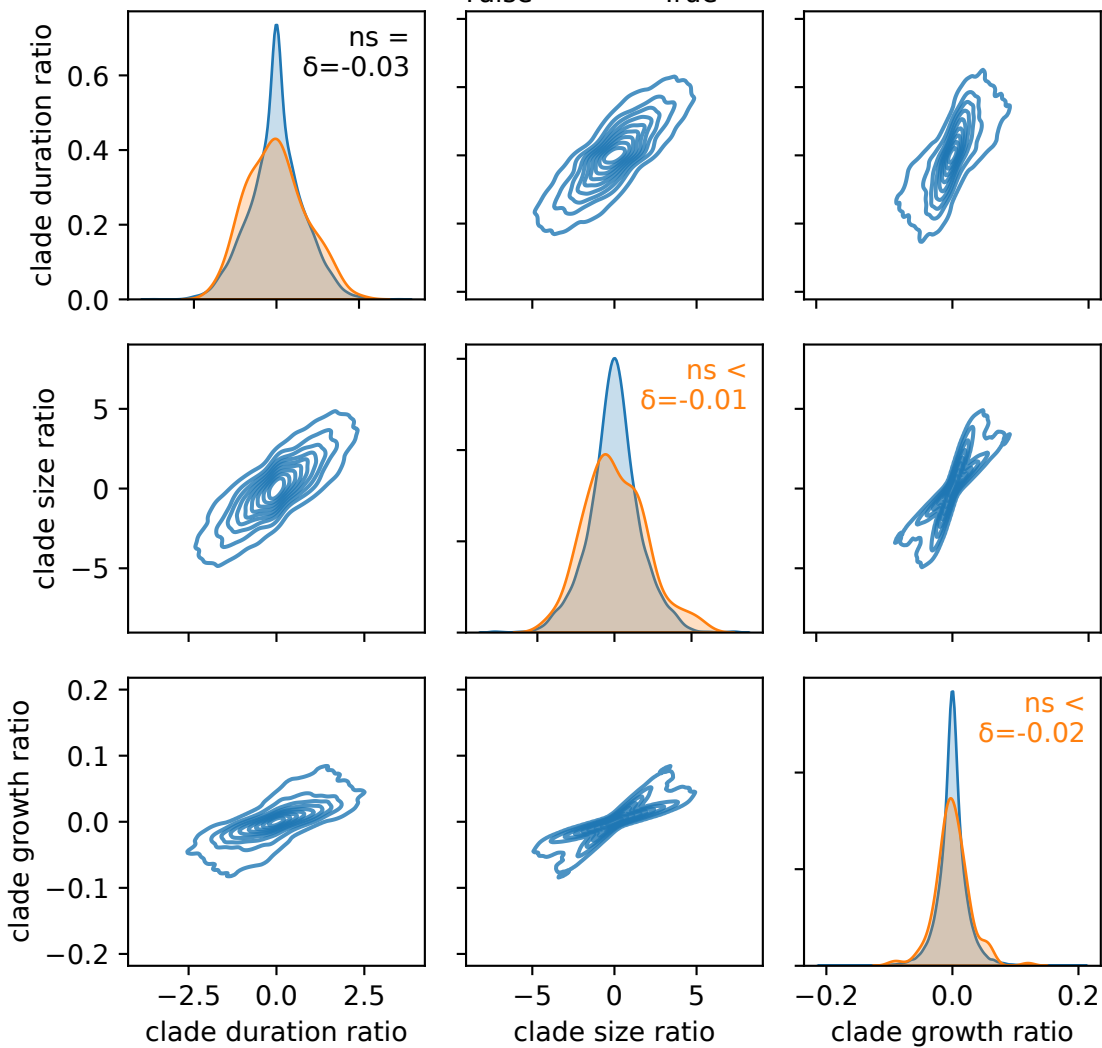 clade duration ratio
0.6
0.4
0.2
0.0
ns =
δ=-0.03
clade size ratio
5
0
−5
ns <
δ=-0.01
clade growth ratio
0.2
0.1
0.0
−0.1
−0.2
ns <
δ=-0.02
−2.5 0.0 2.5
−5 0 5
−0.2 0.0 0.2
clade duration ratio
clade size ratio
clade growth ratio